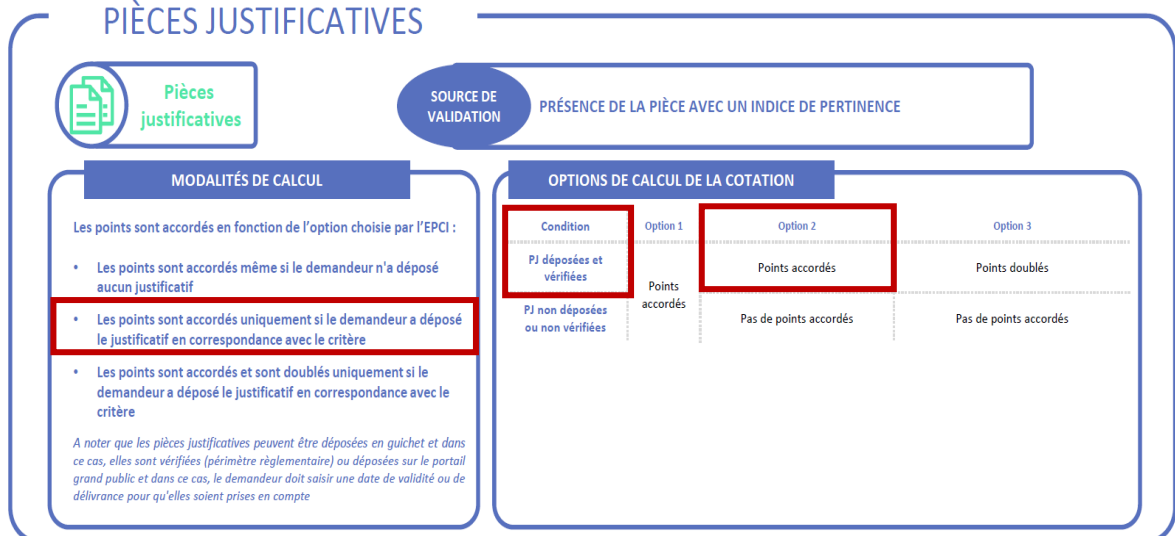 PIÈCES JUSTIFICATIVES
Pièces
justificatives
SOURCE DE
VALIDATION
PRÉSENCE DE LA PIÈCE AVEC UN INDICE DE PERTINENCE
MODALITÉS DE CALCUL
Les points sont accordés en fonction de l'option choisie par l'EPCI :
• Les points sont accordés même si le demandeur n'a déposé
aucun justificatif
• Les points sont accordés uniquement si le demandeur a déposé
le justificatif en correspondance avec le critère
• Les points sont accordés et sont doublés uniquement si le
demandeur a déposé le justificatif en correspondance avec le
critère
A noter que les pièces justificatives peuvent être déposées en guichet et dans
ce cas, elles sont vérifiées (périmètre règlementaire) ou déposées sur le portail
grand public et dans ce cas, le demandeur doit saisir une date de validité ou de
délivrance pour qu'elles soient prises en compte
OPTIONS DE CALCUL DE LA COTATION
Condition Option 1 Option 2 Option 3
PJ déposées et
vérifiées
Points
accordés
Points accordés
Points doublés
PJ non déposées
ou non vérifiées
Pas de points accordés
Pas de points accordés